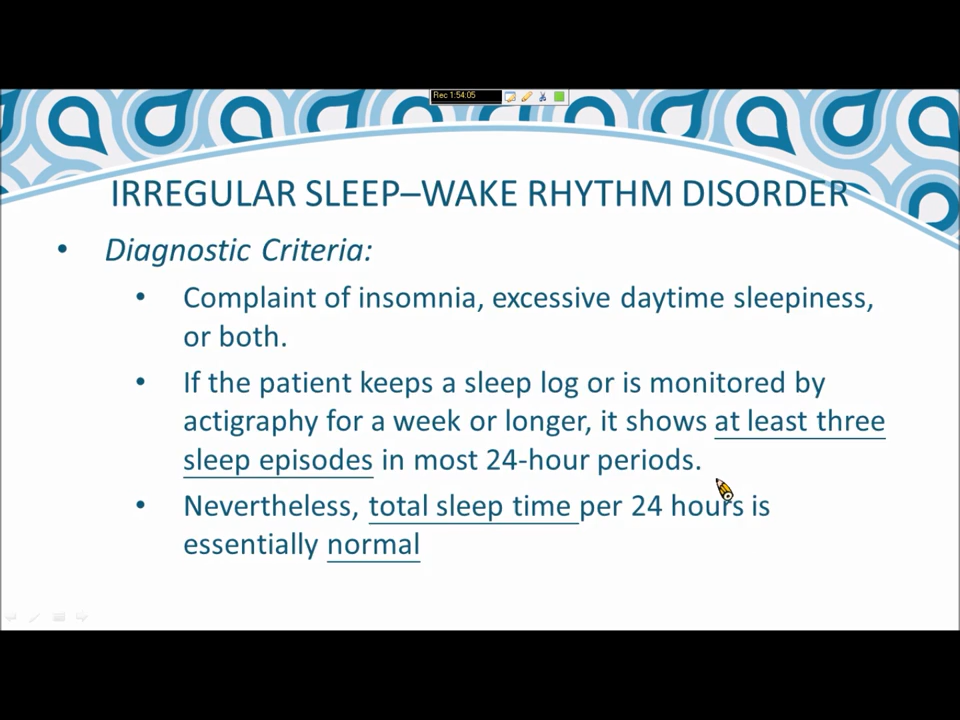 Rec 1:54:05
IRREGULAR SLEEP–WAKE RHYTHM DISORDER
• Diagnostic Criteria:
• Complaint of insomnia, excessive daytime sleepiness,
or both.
• If the patient keeps a sleep log or is monitored by
actigraphy for a week or longer, it shows at least three
sleep episodes in most 24-hour periods.
• Nevertheless, total sleep time per 24 hours is
essentially normal